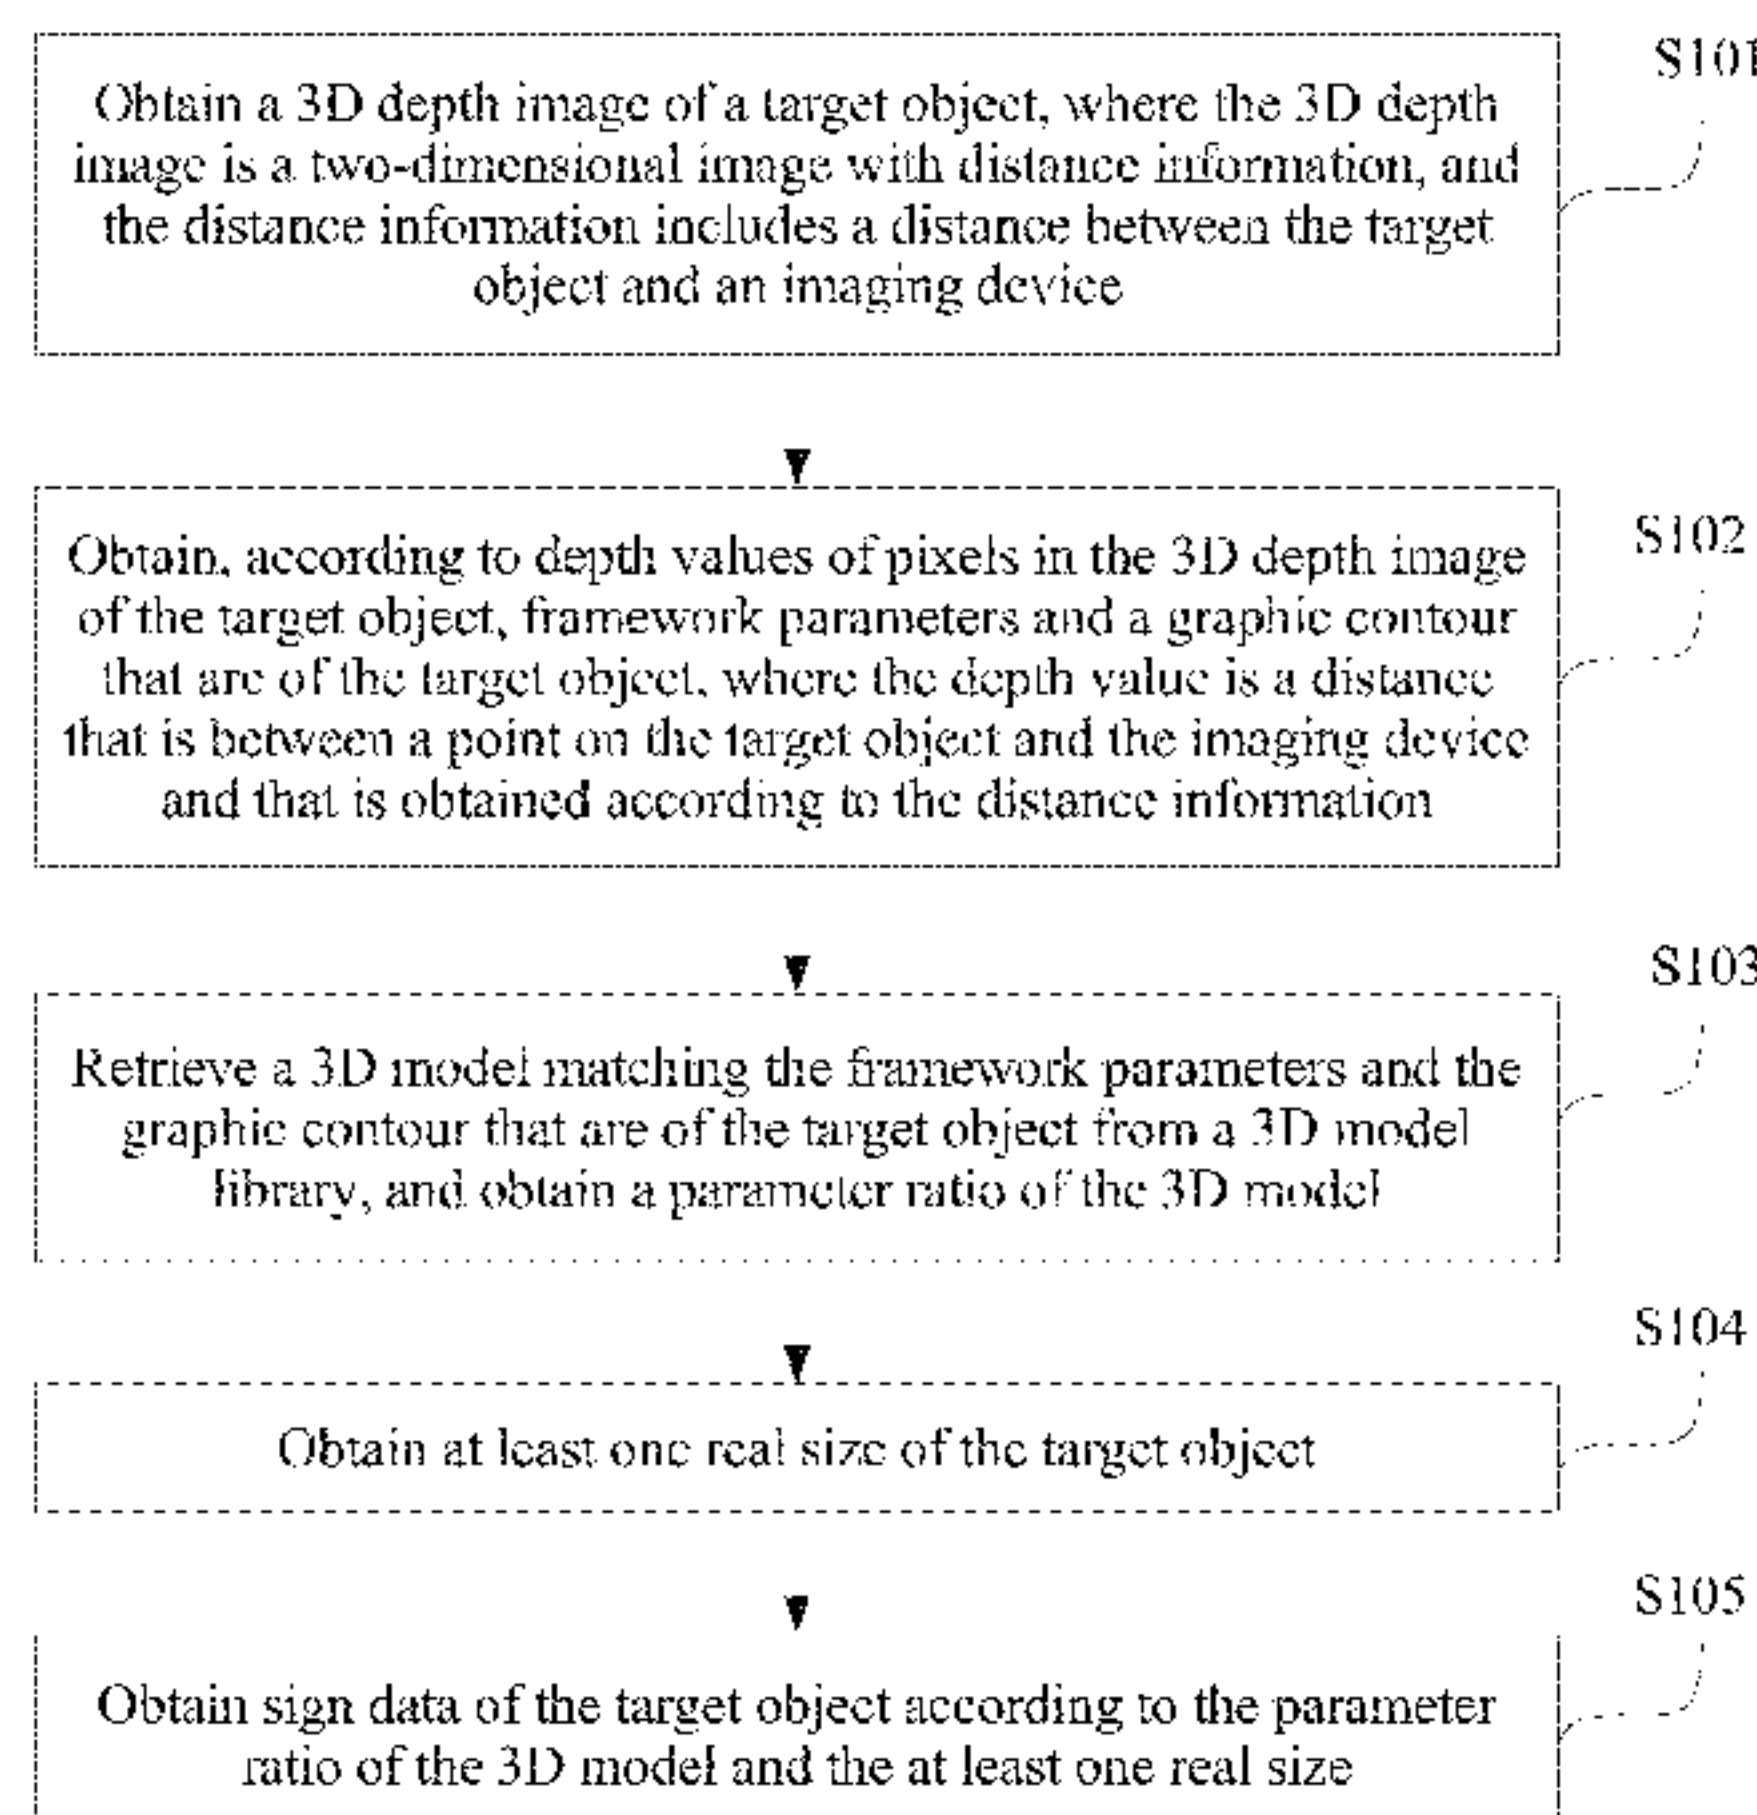 S101
Obtain a 3D depth image of a target object, where the 3D depth
image is a two-dimensional image with distance information, and
the distance information includes a distance between the target
object and an imaging device
S102
Obtain, according to depth values of pixels in the 3D depth image
of the target object, framework parameters and a graphic contour
that are of the target object, where the depth value is a distance
that is between a point on the target object and the imaging device
and that is obtained according to the distance information
S103
Retrieve a 3D model matching the framework parameters and the
graphic contour that are of the target object from a 3D model
library, and obtain a parameter ratio of the 3D model
S104
Obtain at least one real size of the target object
S105
Obtain sign data of the target object according to the parameter
ratio of the 3D model and the at least one real size